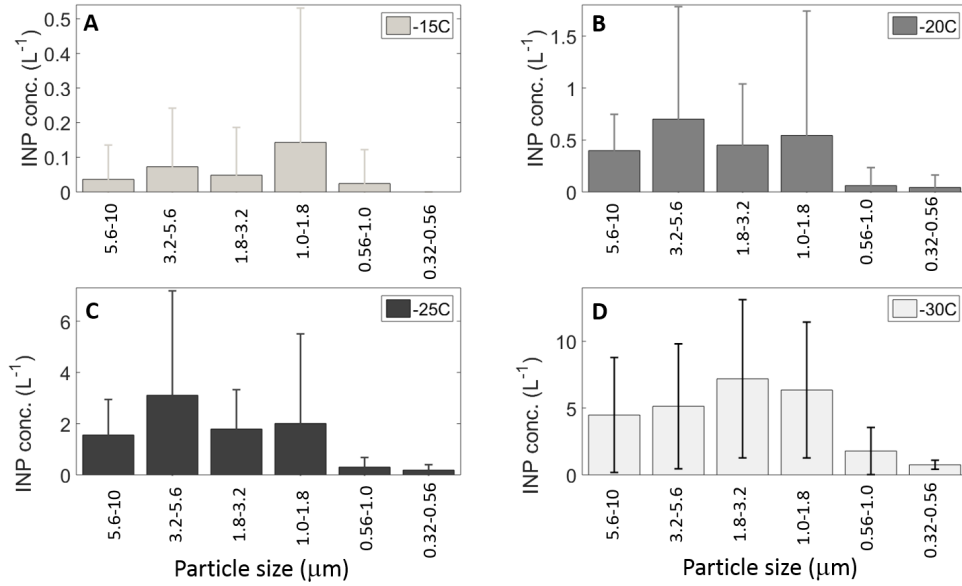 A
-15C
INP conc. (L⁻¹)
0.5
0.4
0.3
0.2
0.1
0
5.6-10
3.2-5.6
1.8-3.2
1.0-1.8
0.56-1.0
0.32-0.56
B
-20C
INP conc. (L⁻¹)
1.5
1
0.5
0
5.6-10
3.2-5.6
1.8-3.2
1.0-1.8
0.56-1.0
0.32-0.56
C
-25C
INP conc. (L⁻¹)
6
4
2
0
5.6-10
3.2-5.6
1.8-3.2
1.0-1.8
0.56-1.0
0.32-0.56
Particle size (μm)
D
-30C
INP conc. (L⁻¹)
10
5
0
5.6-10
3.2-5.6
1.8-3.2
1.0-1.8
0.56-1.0
0.32-0.56
Particle size (μm)